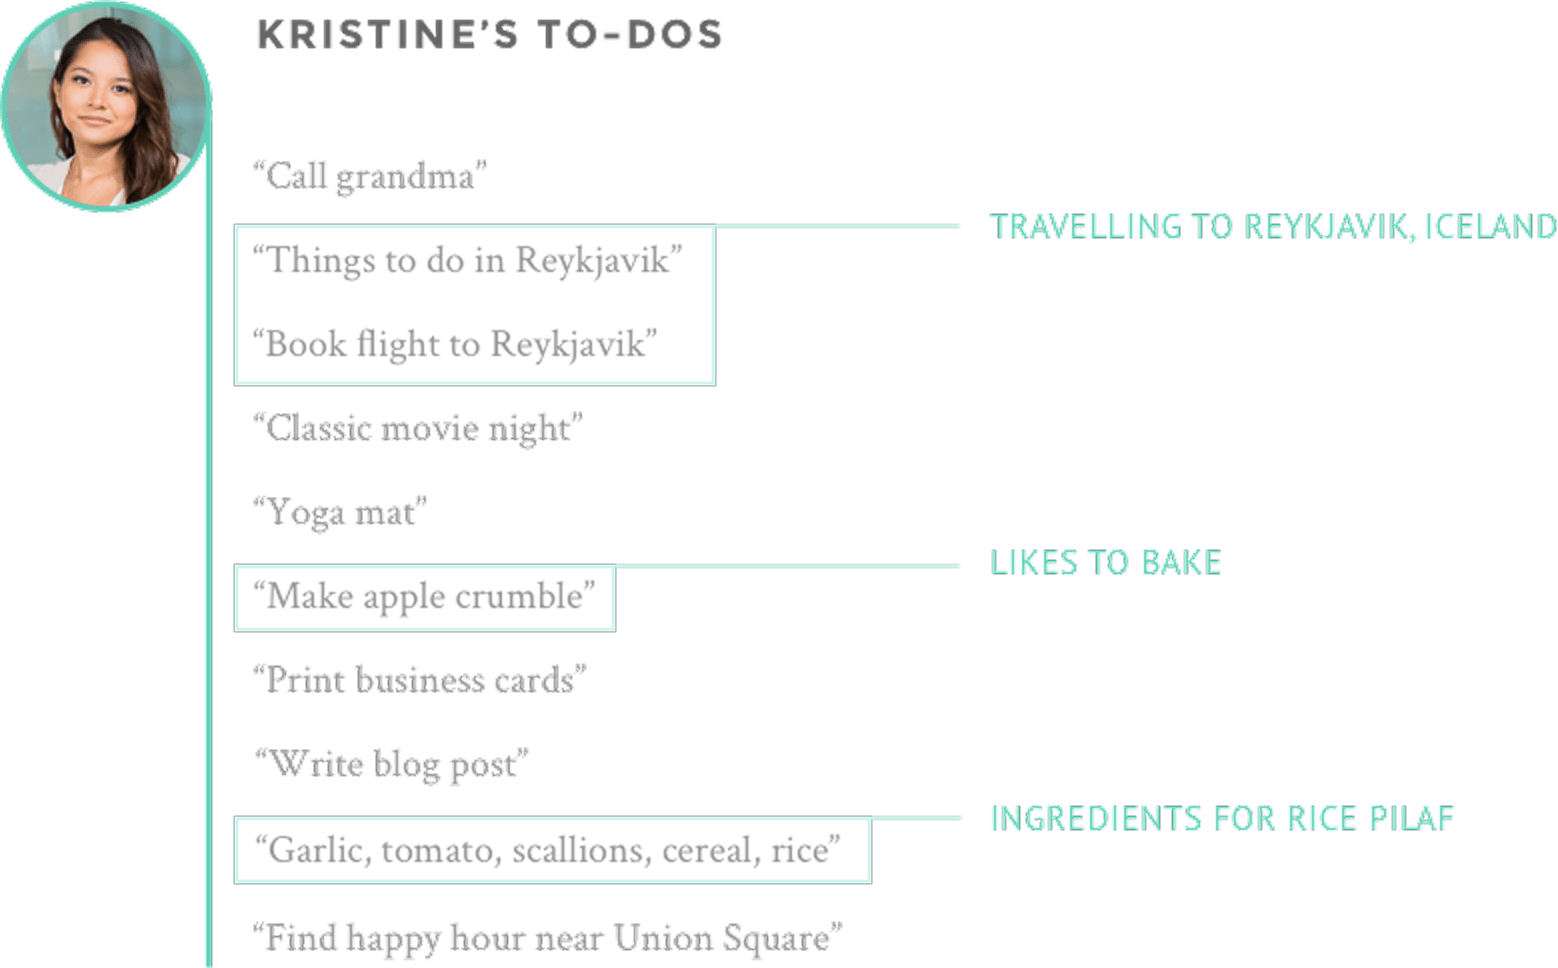 KRISTINE'S TO-DOS
“Call grandma”
TRAVELLING TO REYKJAVIK, ICELAND
“Things to do in Reykjavik”
“Book flight to Reykjavik”
“Classic movie night”
“Yoga mat”
LIKES TO BAKE
“Make apple crumble”
“Print business cards”
“Write blog post”
INGREDIENTS FOR RICE PILAF
“Garlic, tomato, scallions, cereal, rice”
“Find happy hour near Union Square”